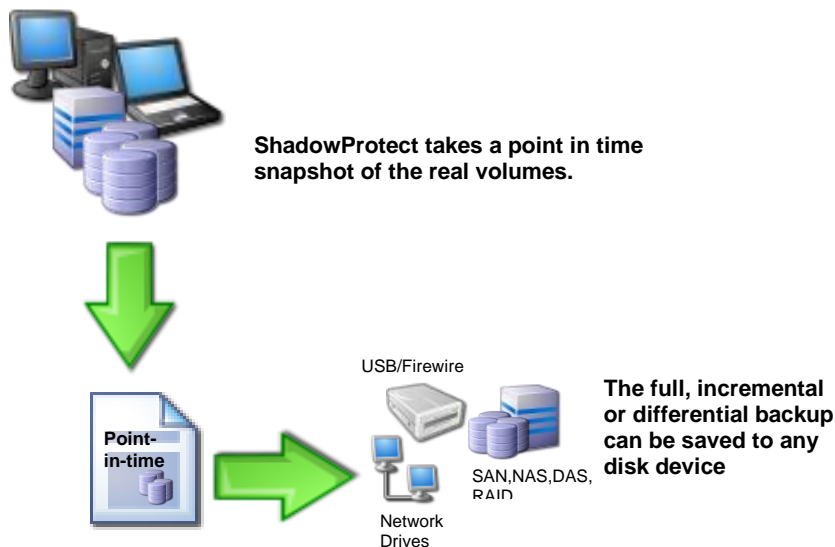 ShadowProtect takes a point in time
snapshot of the real volumes.
USB/Firewire
The full, incremental
or differential backup
can be saved to any
disk device
Point-
in-time
SAN,NAS,DAS,
RAID
Network
Drives